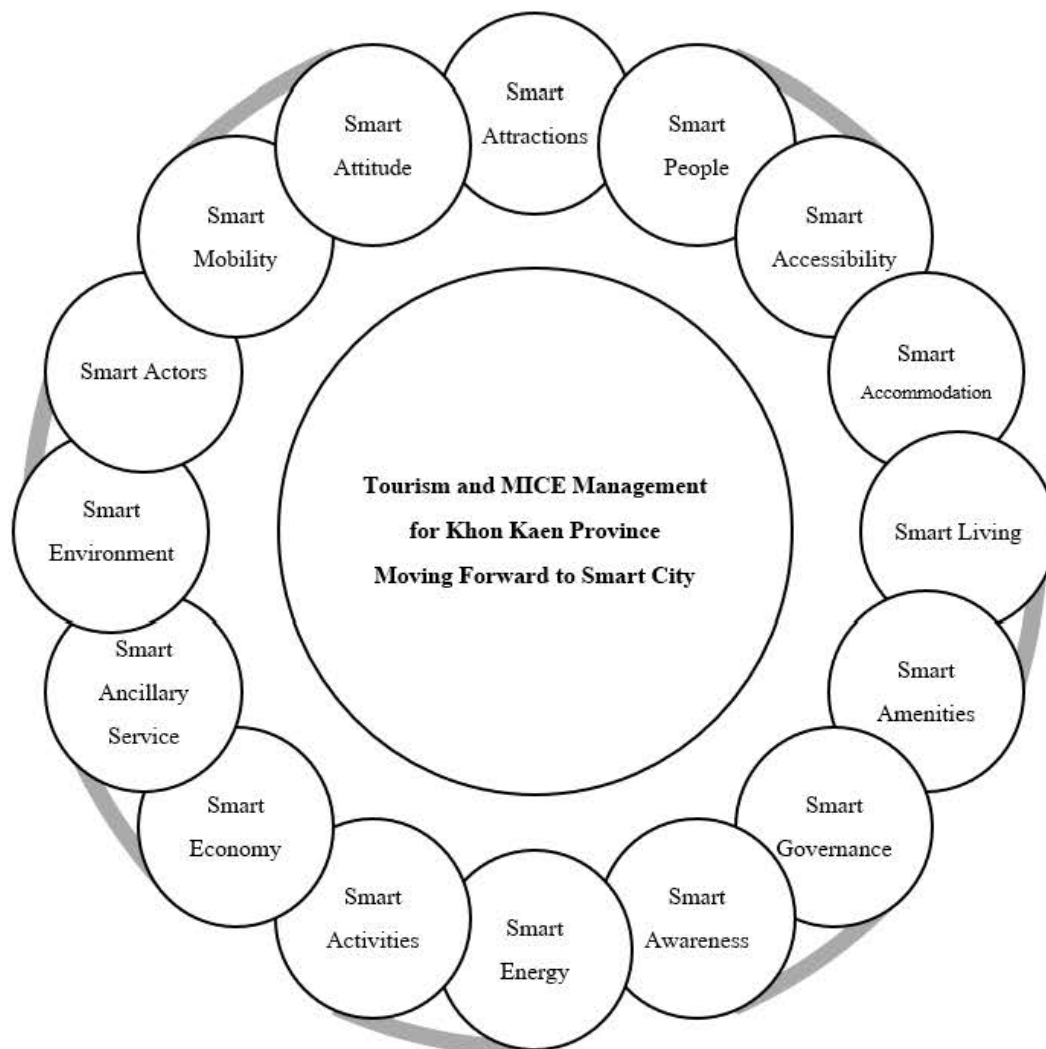 Smart
Attractions
Smart
People
Smart
Accessibility
Smart
Accommodation
Smart Living
Smart
Amenities
Smart
Governance
Smart
Awareness
Smart
Energy
Smart
Activities
Smart
Economy
Smart
Ancillary
Service
Smart
Environment
Smart Actors
Smart
Mobility
Smart
Attitude
Tourism and MICE Management
for Khon Kaen Province
Moving Forward to Smart City